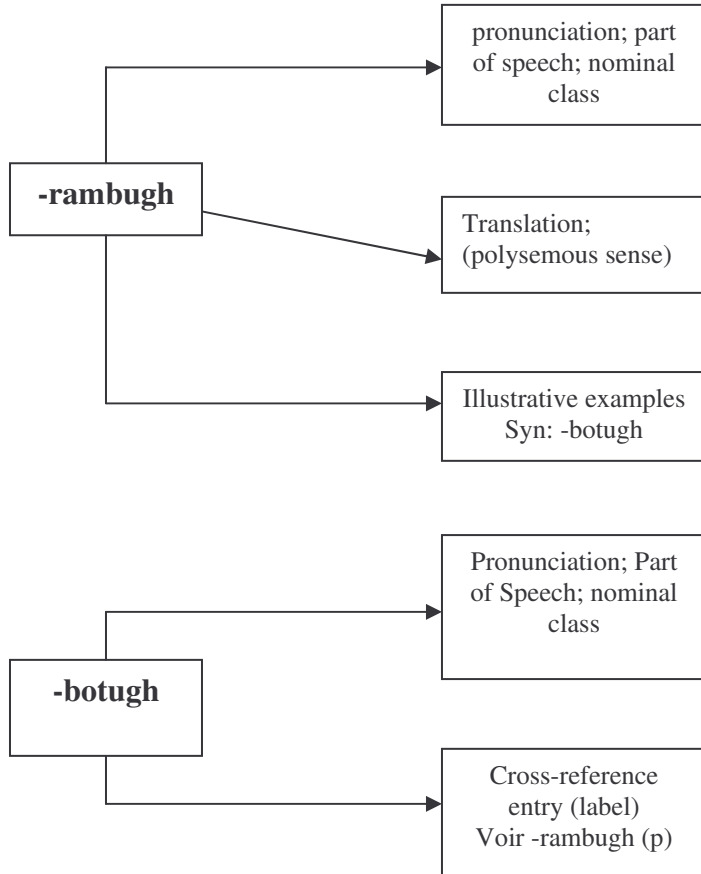 pronunciation; part
of speech; nominal
class
-rambugh
Translation;
(polysemous sense)
Illustrative examples
Syn: -botugh
Pronunciation; Part
of Speech; nominal
class
-botugh
Cross-reference
entry (label)
Voir -rambugh (p)